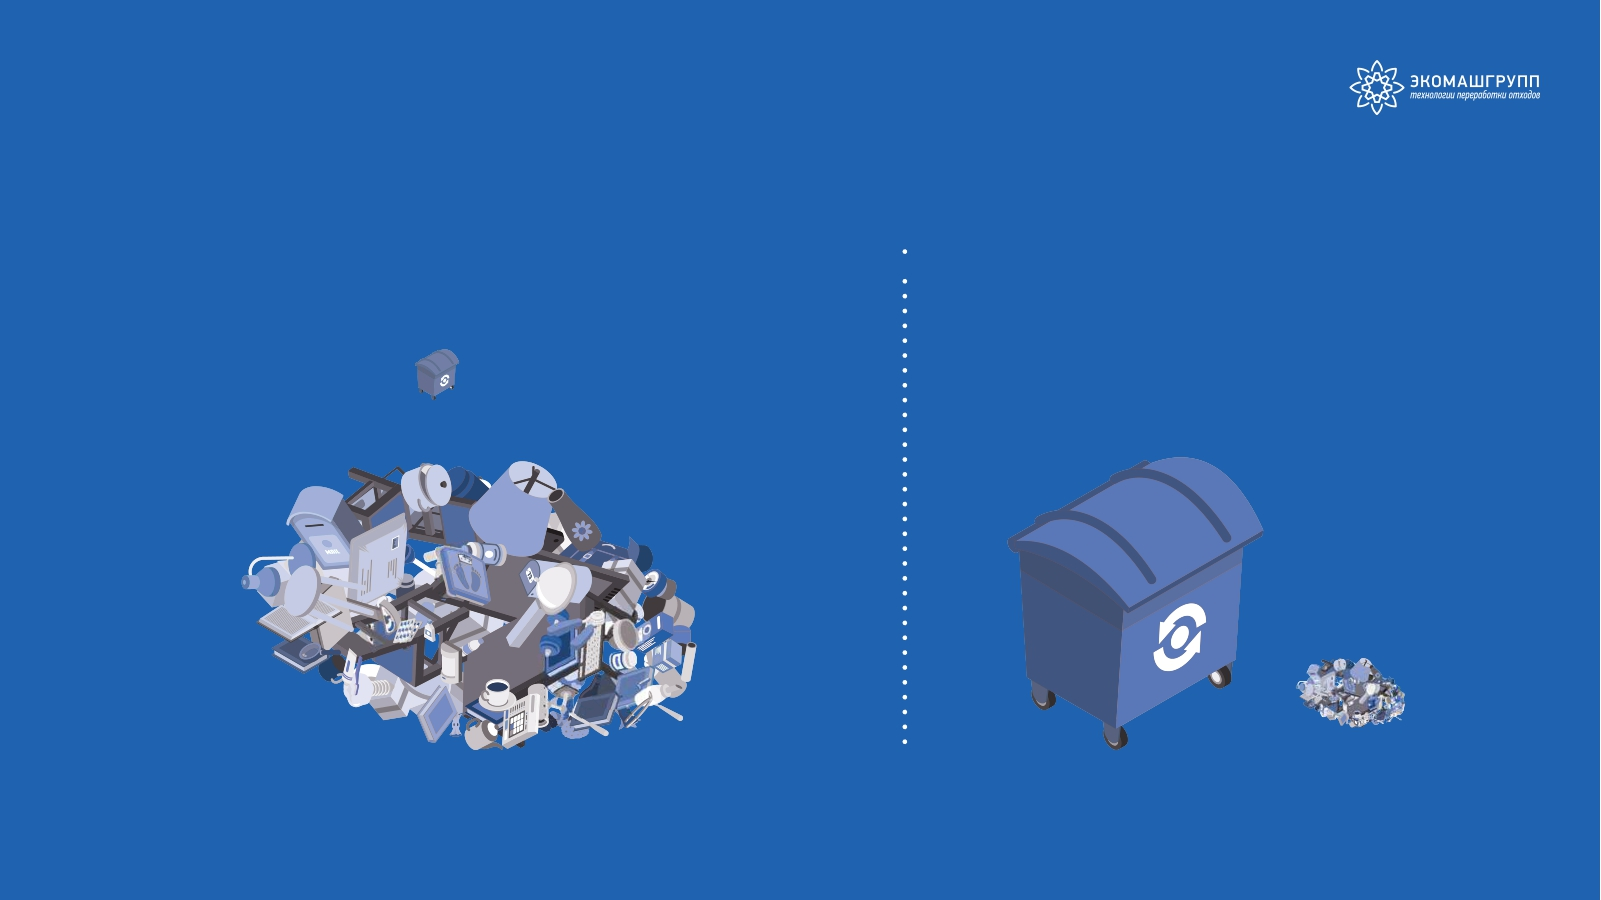 ЭКОМАШГРУПП
технологии переработки отходов